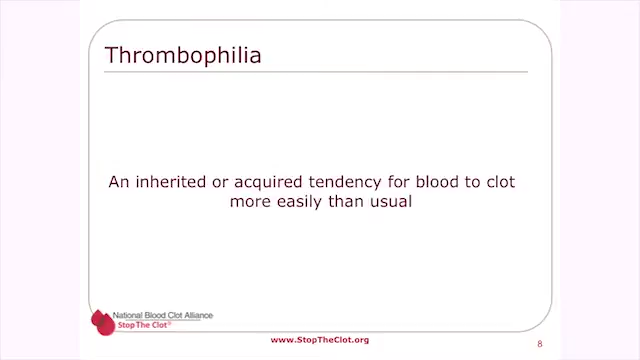 Thrombophilia
An inherited or acquired tendency for blood to clot
more easily than usual
National Blood Clot Alliance
Stop The Clot®
www.StopTheClot.org
8